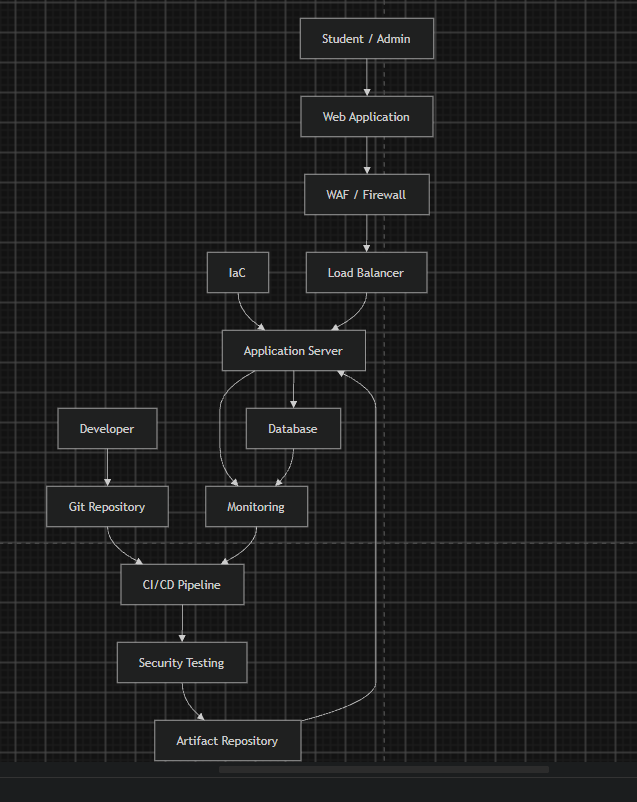 Student / Admin
Web Application
WAF / Firewall
IaC
Load Balancer
Application Server
Developer
Database
Git Repository
Monitoring
CI/CD Pipeline
Security Testing
Artifact Repository